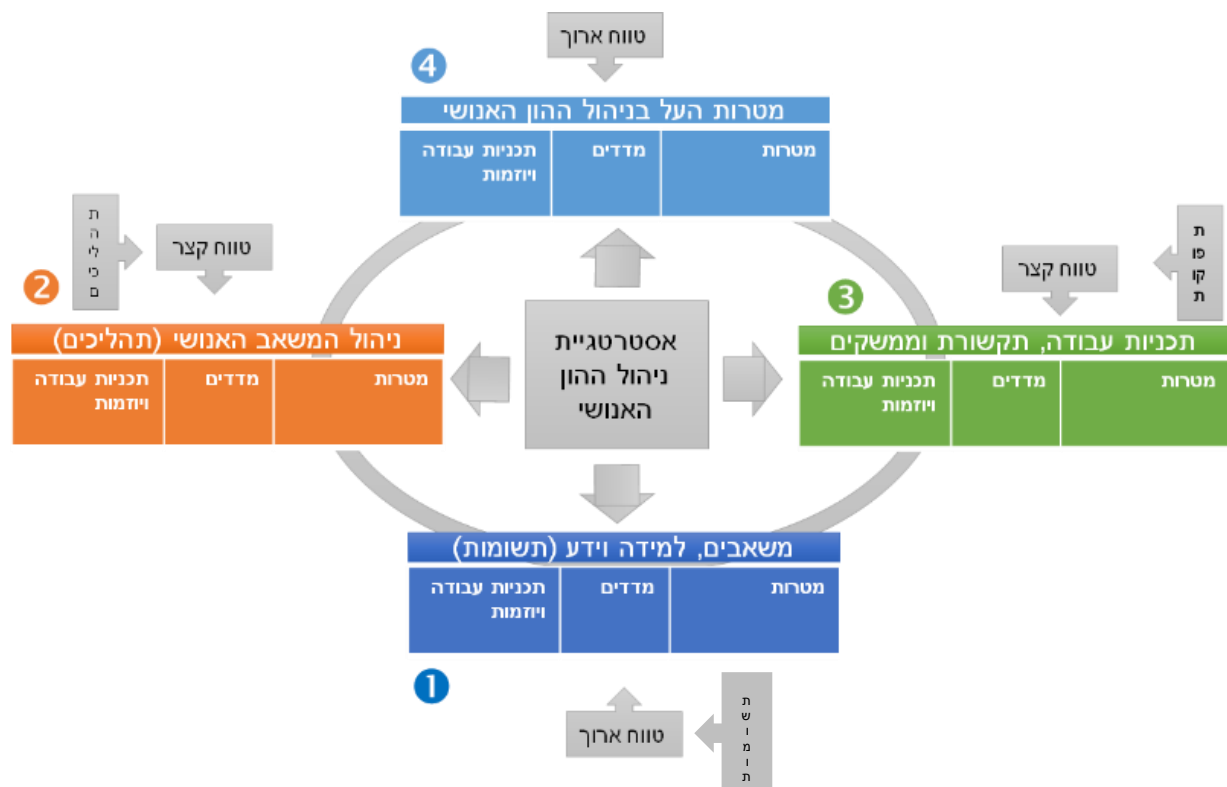 טווח ארוך
4
מטרות העל בניהול ההון האנושי
מטרות
מדדים
תכניות עבודה
ויוזמות
ת
פו
קו
ת
טווח קצר
3
תכניות עבודה, תקשורת וממשקים
מטרות
מדדים
תכניות עבודה
ויוזמות
אסטרטגיית
ניהול ההון
האנושי
ת
ה
לי
כי
ם
טווח קצר
2
ניהול המשאב האנושי (תהליכים)
מטרות
מדדים
תכניות עבודה
ויוזמות
משאבים, למידה וידע (תשומות)
מטרות
מדדים
תכניות עבודה
ויוזמות
1
טווח ארוך
ת
ש
ו
מ
ו
ת